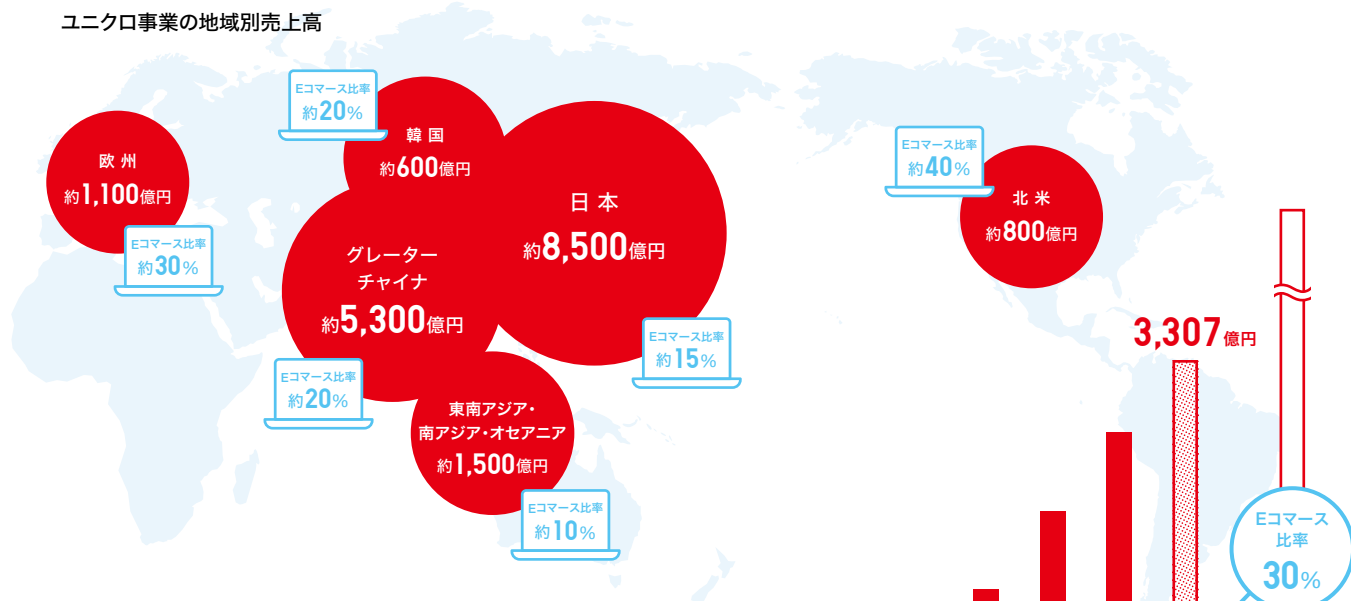 ユニクロ事業の地域別売上高
Eコマース比率
約20%
韓国
約600億円
欧州
約1,100億円
Eコマース比率
約30%
日本
約8,500億円
Eコマース比率
約15%
グレーター
チャイナ
約5,300億円
Eコマース比率
約20%
東南アジア・
南アジア・オセアニア
約1,500億円
Eコマース比率
約10%
Eコマース比率
約40%
北米
約800億円
3,307億円
Eコマース
比率
30%